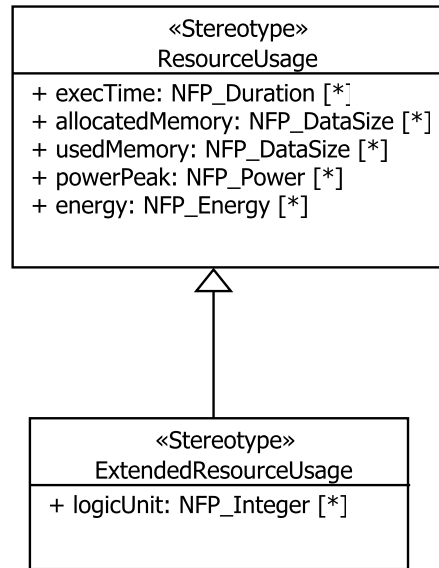 «Stereotype»
ResourceUsage
+ execTime: NFP_Duration [*]
+ allocatedMemory: NFP_DataSize [*]
+ usedMemory: NFP_DataSize [*]
+ powerPeak: NFP_Power [*]
+ energy: NFP_Energy [*]
«Stereotype»
ExtendedResourceUsage
+ logicUnit: NFP_Integer [*]